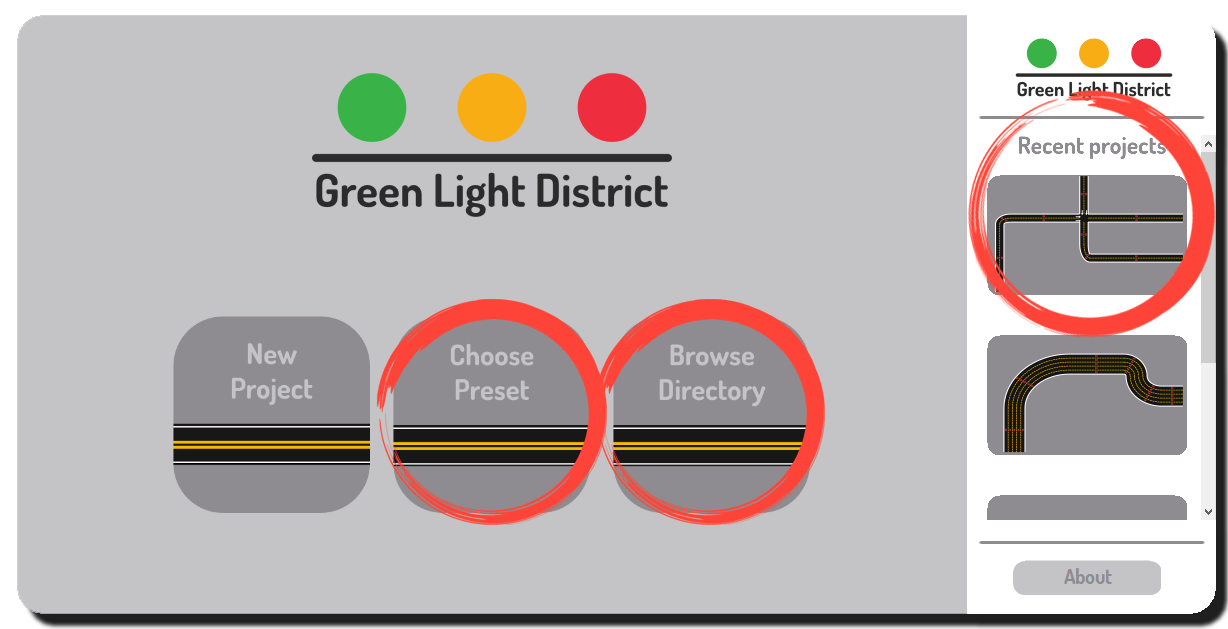 Green Light District
New
Project
Choose
Preset
Browse
Directory
Green Light District
Recent projects
About